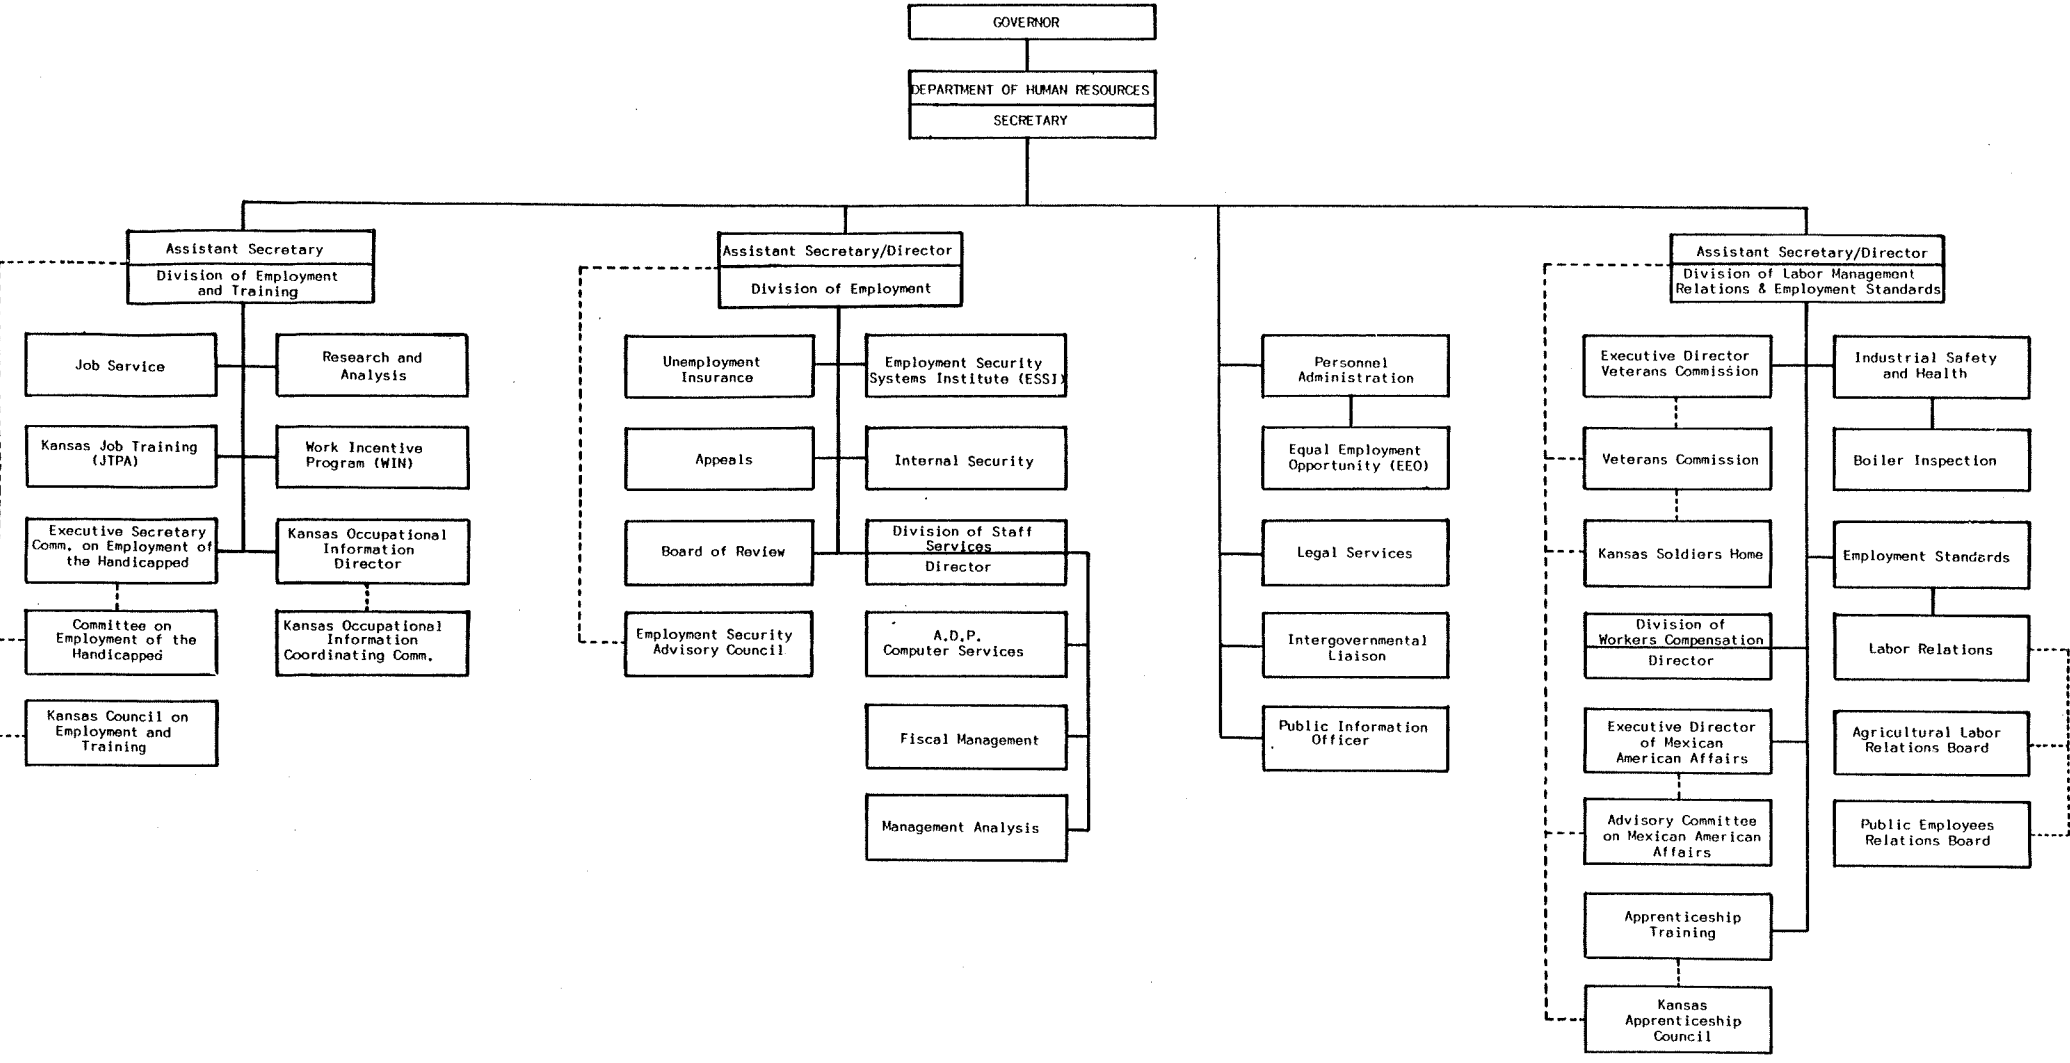 GOVERNOR
DEPARTMENT OF HUMAN RESOURCES
SECRETARY
Assistant Secretary
Division of Employment
and Training
Job Service
Research and
Analysis
Kansas Job Training
(JTPA)
Work Incentive
Program (WIN)
Executive Secretary
Comm. on Employment of
the Handicapped
Kansas Occupational
Information
Director
Committee on
Employment of the
Handicapped
Kansas Occupational
Information
Coordinating Comm.
Kansas Council on
Employment and
Training
Assistant Secretary/Director
Division of Employment
Unemployment
Insurance
Employment Security
Systems Institute (ESSI)
Appeals
Internal Security
Board of Review
Division of Staff
Services
Director
Employment Security
Advisory Council
A.D.P.
Computer Services
Fiscal Management
Management Analysis
Personnel
Administration
Equal Employment
Opportunity (EEO)
Legal Services
Intergovernmental
Liaison
Public Information
Officer
Assistant Secretary/Director
Division of Labor Management
Relations & Employment Standards
Executive Director
Veterans Commission
Industrial Safety
and Health
Veterans Commission
Boiler Inspection
Kansas Soldiers Home
Employment Standards
Division of
Workers Compensation
Director
Labor Relations
Executive Director
of Mexican
American Affairs
Agricultural Labor
Relations Board
Advisory Committee
on Mexican American
Affairs
Public Employees
Relations Board
Apprenticeship
Training
Kansas
Apprenticeship
Council